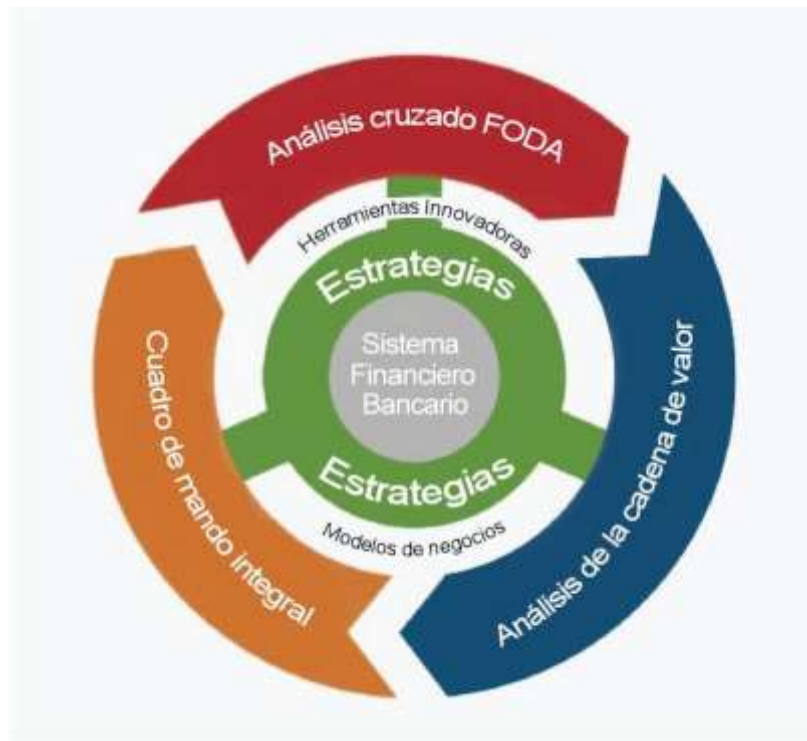 Análisis cruzado FODA
Herramientas Innovadoras
Estrategias
Sistema
Financiero
Bancario
Estrategias
Modelos de negocios
Cuadro de mando integral
Análisis de la cadena de valor